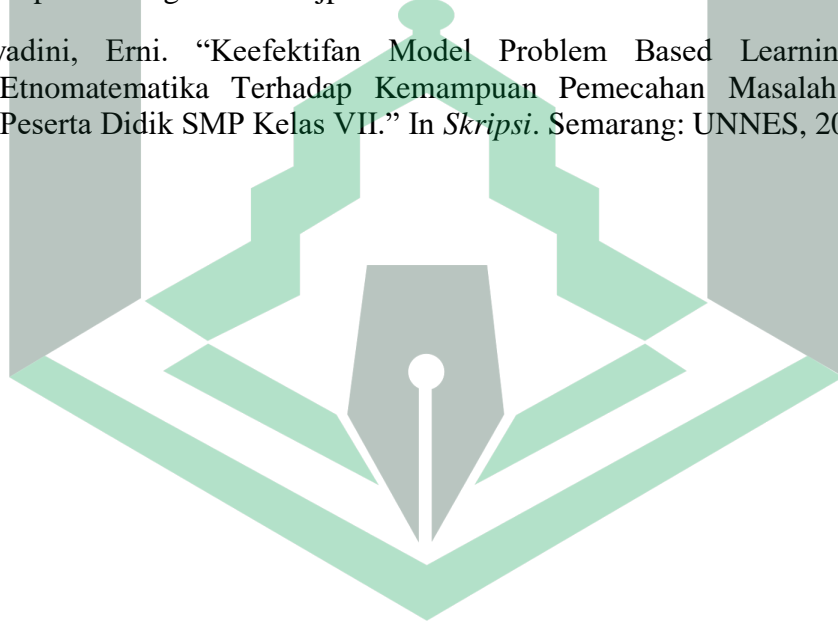 vadini, Erni. “Keefektifan Model Problem Based Learnin
Etnomatematika Terhadap Kemampuan Pemecahan Masalah
Peserta Didik SMP Kelas VII.” In Skripsi. Semarang: UNNES, 20